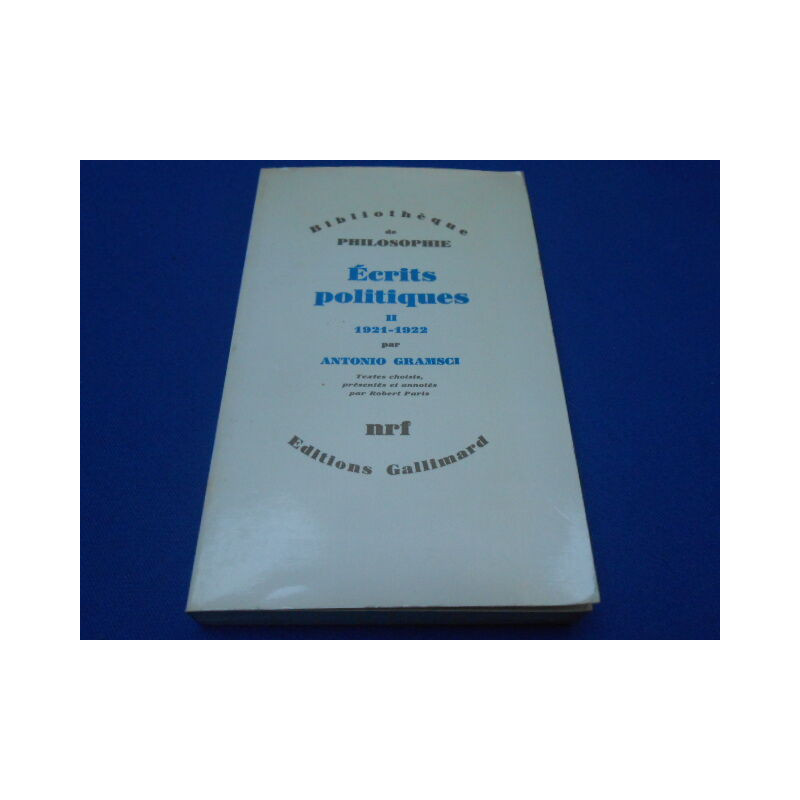 Bibliothèque
de
PHILOSOPHIE
Écrits
politiques
II
1921-1922
par
ANTONIO GRAMSCI
Textes choisis,
présentés et annotés
par Robert Paris
nrf
Editions Gallimard